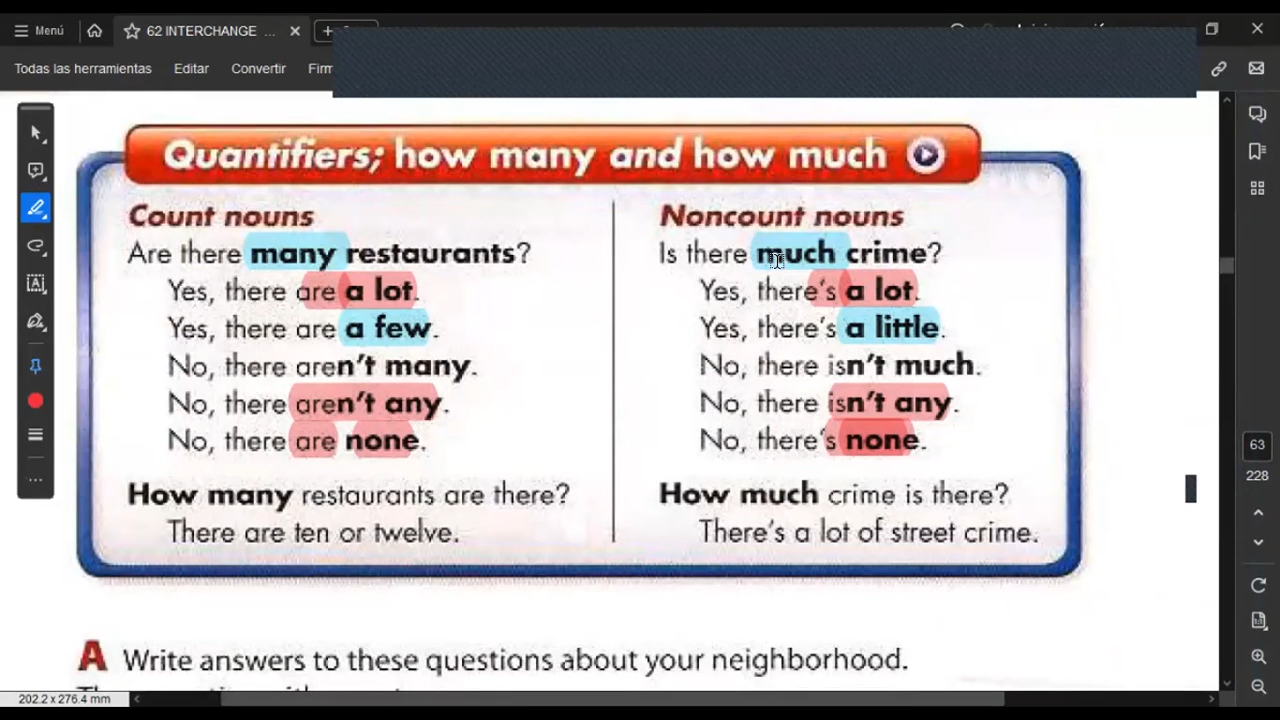 Menú
62 INTERCHANGE ...
Todas las herramientas
Editar
Convertir
Quantifiers; how many and how much
Count nouns
Are there many restaurants?
Yes, there are a lot.
Yes, there are a few.
No, there aren't many.
No, there aren't any.
No, there are none.
How many restaurants are there?
There are ten or twelve.
Noncount nouns
Is there much crime?
Yes, there's a lot.
Yes, there's a little.
No, there isn't much.
No, there isn't any.
No, there's none.
How much crime is there?
There's a lot of street crime.
A Write answers to these questions about your neighborhood.
63
228
202.2 x 276.4 mm